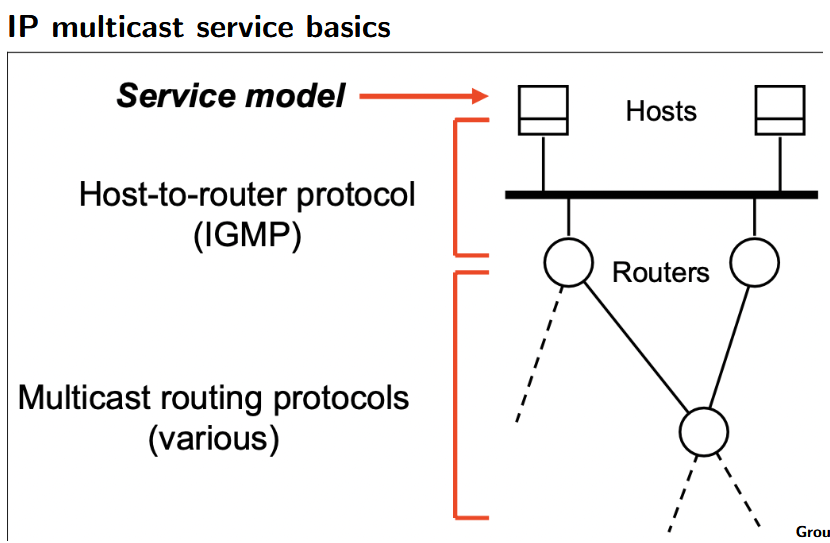 IP multicast service basics
Service model
Hosts
Host-to-router protocol
(IGMP)
Routers
Multicast routing protocols
(various)
Grou